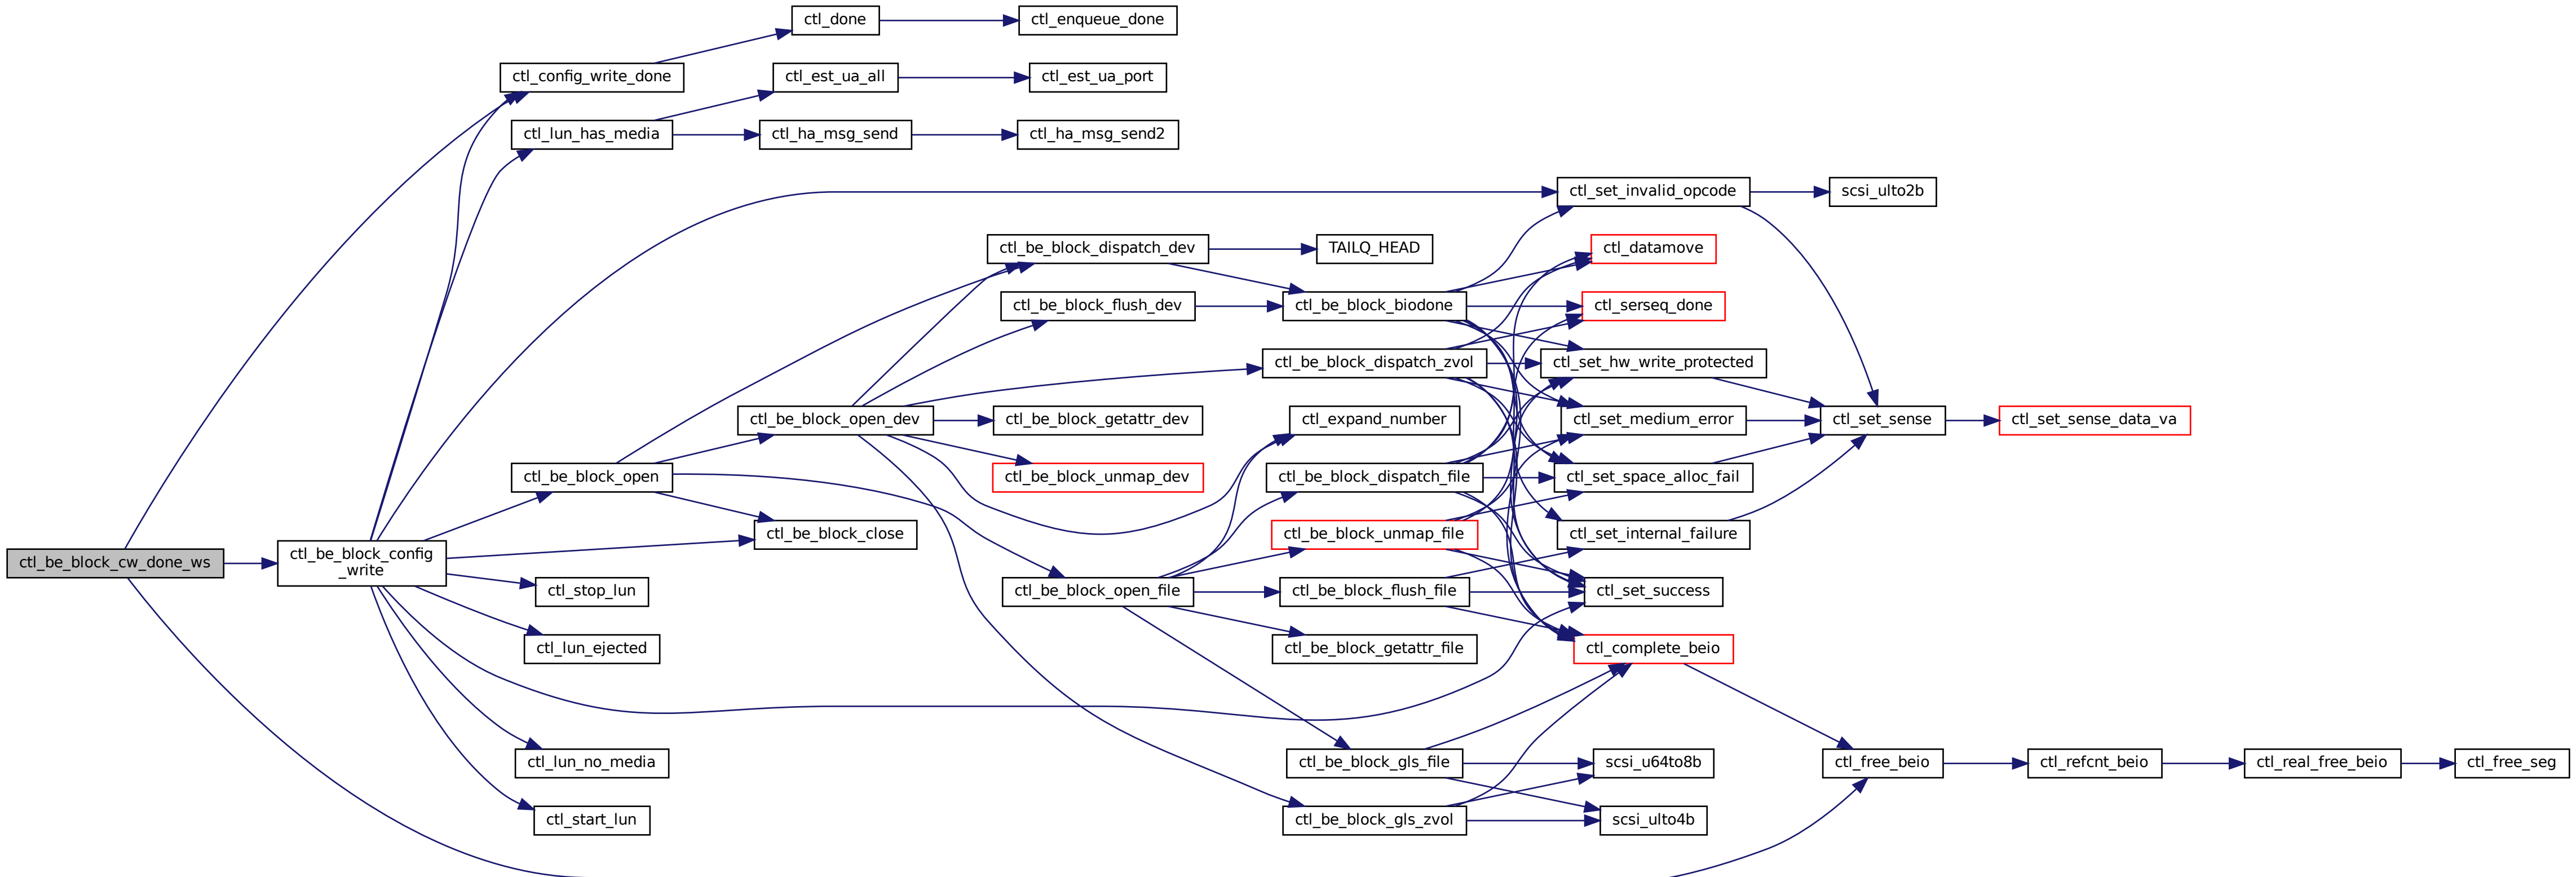 ctl_done
ctl_enqueue_done
ctl_config_write_done
ctl_est_ua_all
ctl_est_ua_port
ctl_lun_has_media
ctl_ha_msg_send
ctl_ha_msg_send2
ctl_set_invalid_opcode
scsi_ulto2b
ctl_be_block_dispatch_dev
TAILQ_HEAD
ctl_datamove
ctl_be_block_flush_dev
ctl_be_block_biodone
ctl_serseq_done
ctl_be_block_dispatch_zvol
ctl_set_hw_write_protected
ctl_be_block_open_dev
ctl_be_block_getattr_dev
ctl_expand_number
ctl_set_medium_error
ctl_set_sense
ctl_set_sense_data_va
ctl_be_block_open
ctl_be_block_unmap_dev
ctl_be_block_dispatch_file
ctl_set_space_alloc_fail
ctl_be_block_close
ctl_be_block_unmap_file
ctl_set_internal_failure
ctl_be_block_cw_done_ws
ctl_be_block_config
_write
ctl_stop_lun
ctl_be_block_open_file
ctl_be_block_flush_file
ctl_set_success
ctl_lun_ejected
ctl_be_block_getattr_file
ctl_complete_beio
ctl_lun_no_media
ctl_be_block_gls_file
scsi_u64to8b
ctl_free_beio
ctl_refcnt_beio
ctl_real_free_beio
ctl_free_seg
ctl_start_lun
ctl_be_block_gls_zvol
scsi_ulto4b